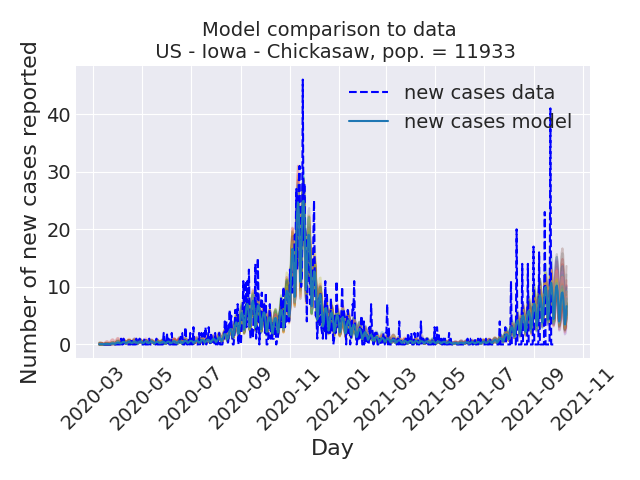 Model comparison to data
US - Iowa - Chickasaw, pop. = 11933
new cases data
new cases model
Number of new cases reported
40
30
20
10
0
2020-03
2020-05
2020-07
2020-09
2020-11
2021-01
2021-03
2021-05
2021-07
2021-09
2021-11
Day